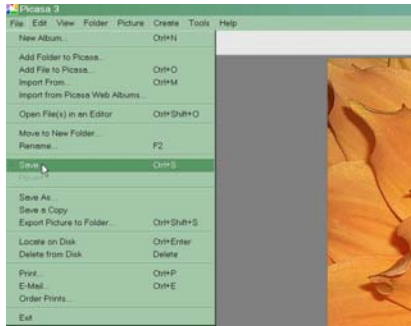 Picasa 3
File Edit View Folder Picture Create Tools Help
New Album... Ctrl+N
Add Folder to Picasa...
Add File to Picasa... Ctrl+O
Import From... Ctrl+M
Import from Picasa Web Albums...
Open File(s) in an Editor Ctrl+Shift+O
Move to New Folder...
Rename... F2
Save Ctrl+S
Revert
Save As...
Save a Copy
Export Picture to Folder... Ctrl+Shift+S
Locate on Disk Ctrl+Enter
Delete from Disk Delete
Print... Ctrl+P
E-Mail... Ctrl+E
Order Prints...
Exit